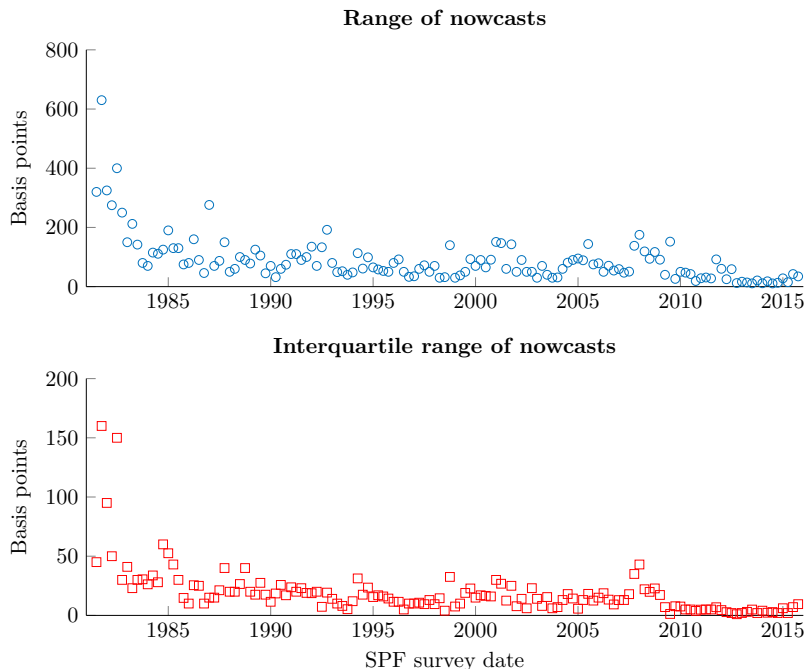 Range of nowcasts
800
600
400
200
0
Basis points
1985 1990 1995 2000 2005 2010 2015
Interquartile range of nowcasts
200
150
100
50
0
Basis points
1985 1990 1995 2000 2005 2010 2015
SPF survey date